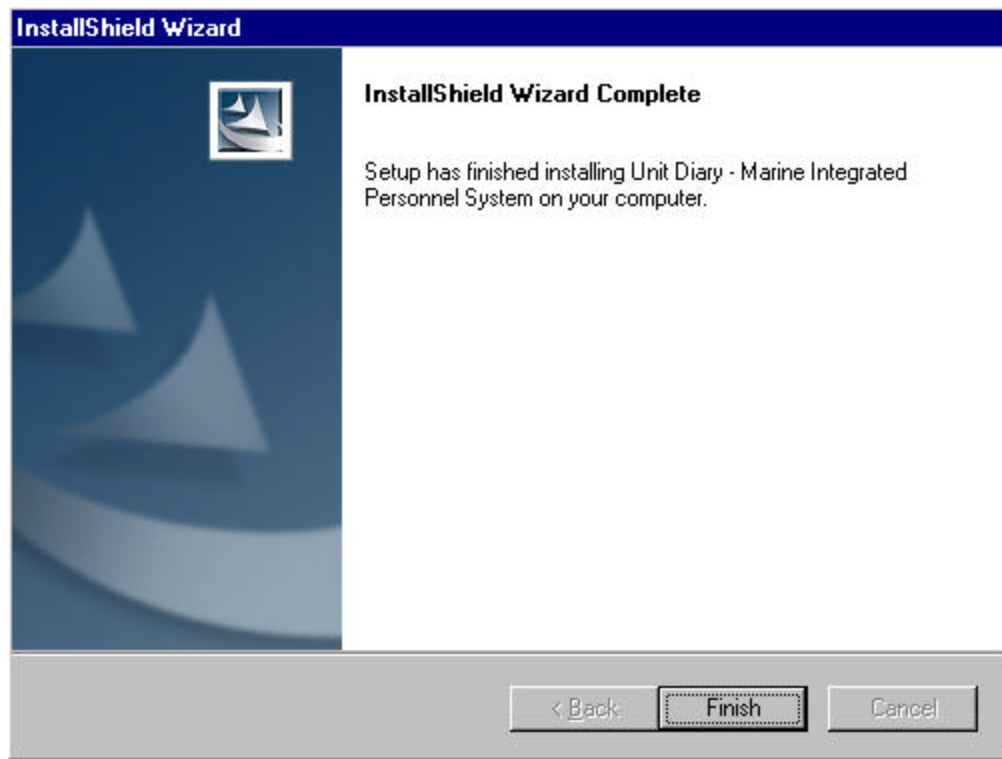 InstallShield Wizard
InstallShield Wizard Complete
Setup has finished installing Unit Diary - Marine Integrated
Personnel System on your computer.
< Back
Finish
Cancel